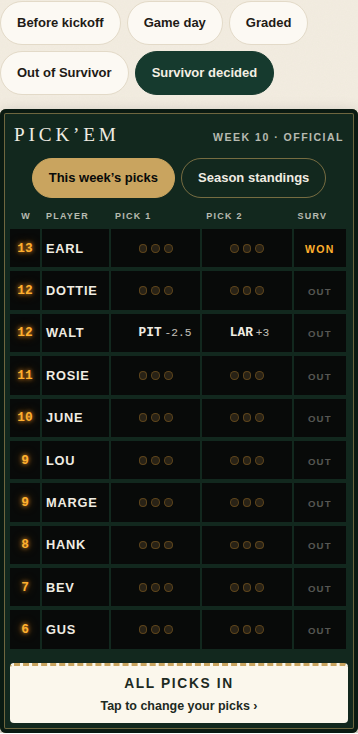 Before kickoff
Game day
Graded
Out of Survivor
Survivor decided
PICK’EM
WEEK 10 · OFFICIAL
This week’s picks
Season standings
W PLAYER PICK 1 PICK 2 SURV
13 EARL WON
12 DOTTIE OUT
12 WALT PIT -2.5 LAR +3 OUT
11 ROSIE OUT
10 JUNE OUT
9 LOU OUT
9 MARGE OUT
8 HANK OUT
7 BEV OUT
6 GUS OUT
ALL PICKS IN
Tap to change your picks ›